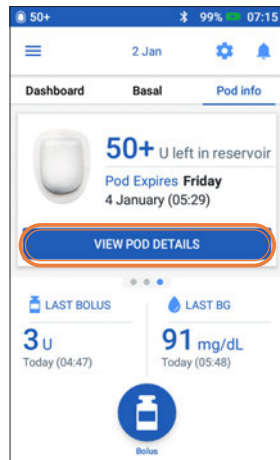 50+ 99% 07:15
2 Jan
Dashboard Basal Pod info
50+ U left in reservoir
Pod Expires Friday
4 January (05:29)
VIEW POD DETAILS
LAST BOLUS LAST BG
3 U 91 mg/dL
Today (04:47) Today (05:48)
Bolus